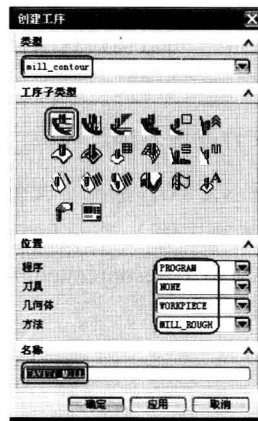 创建工序
类型
mill_contour
工序子类型
位置
程序 PROGRAM
刀具 NONE
几何体 WORKPIECE
方法 MILL_ROUGH
名称
CAVITY_MILL
确定 应用 取消